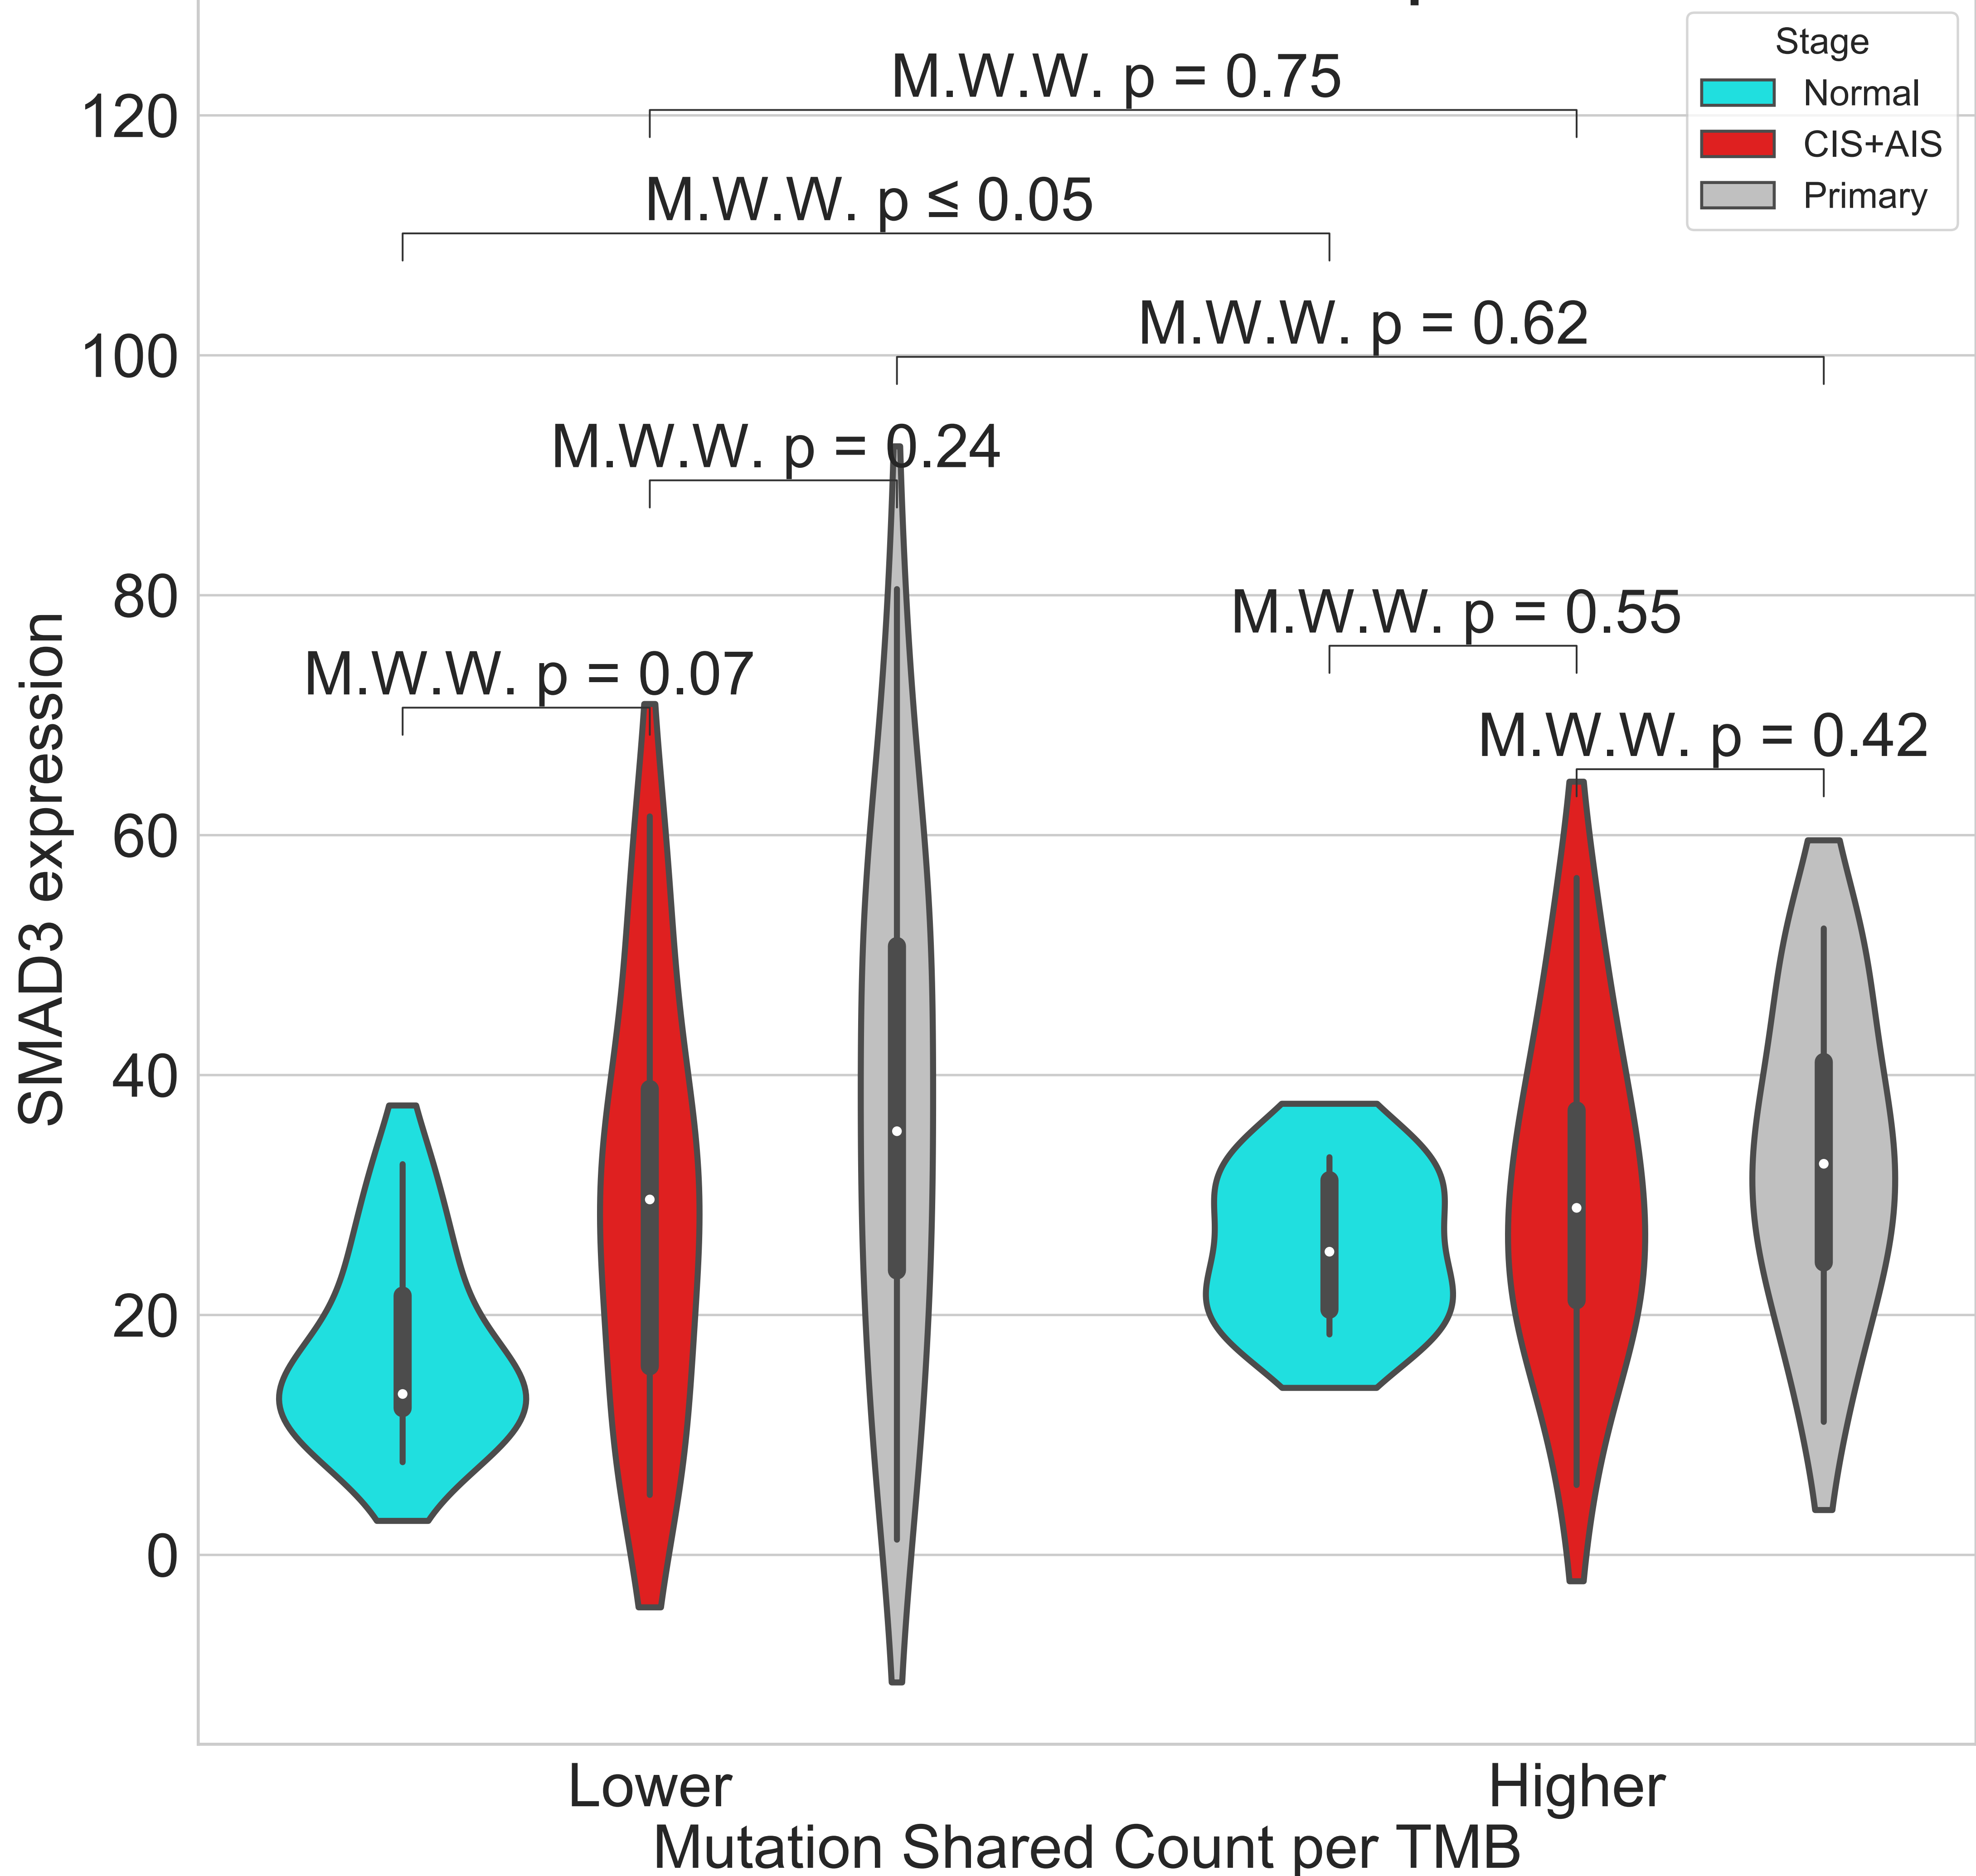 Stage
Normal
CIS+AIS
Primary
M.W.W. p = 0.75
M.W.W. p ≤ 0.05
M.W.W. p = 0.62
M.W.W. p = 0.24
M.W.W. p = 0.55
M.W.W. p = 0.07
M.W.W. p = 0.42
120
100
80
60
40
20
0
SMAD3 expression
Lower
Higher
Mutation Shared Count per TMB